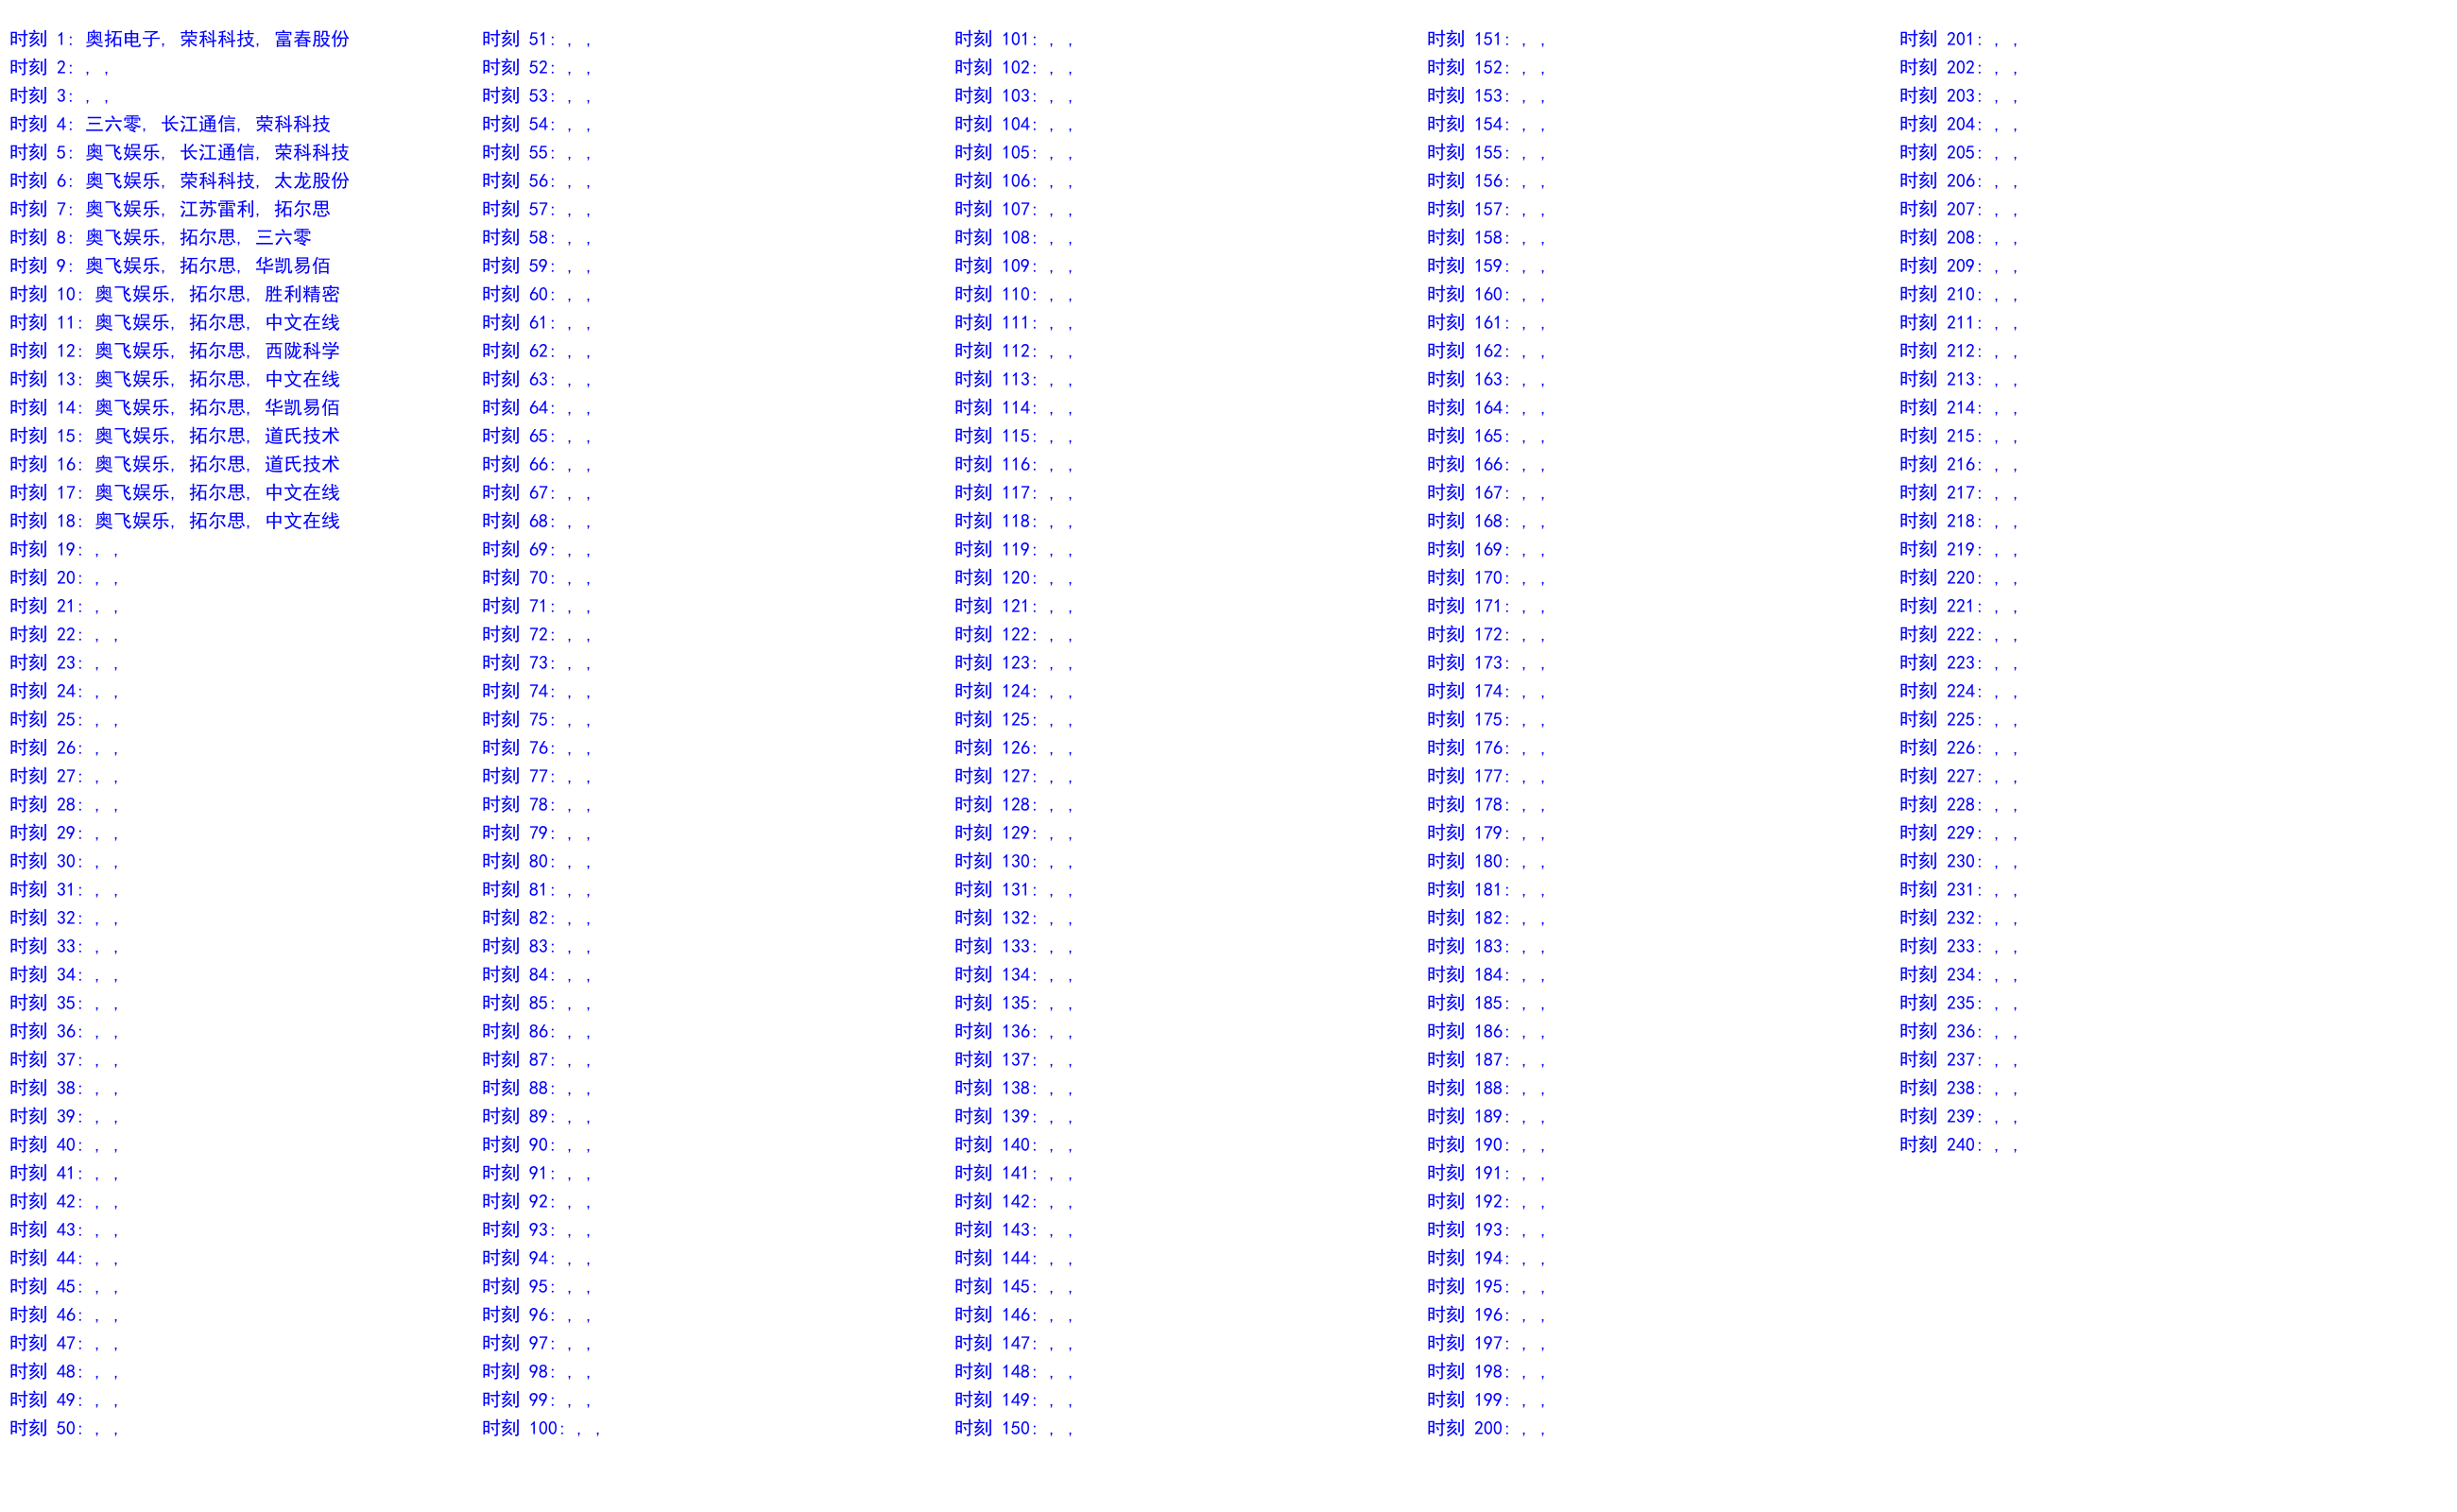 时刻 1: 奥拓电子, 荣科科技, 富春股份
时刻 2: , ,
时刻 3: , ,
时刻 4: 三六零, 长江通信, 荣科科技
时刻 5: 奥飞娱乐, 长江通信, 荣科科技
时刻 6: 奥飞娱乐, 荣科科技, 太龙股份
时刻 7: 奥飞娱乐, 江苏雷利, 拓尔思
时刻 8: 奥飞娱乐, 拓尔思, 三六零
时刻 9: 奥飞娱乐, 拓尔思, 华凯易佰
时刻 10: 奥飞娱乐, 拓尔思, 胜利精密
时刻 11: 奥飞娱乐, 拓尔思, 中文在线
时刻 12: 奥飞娱乐, 拓尔思, 西陇科学
时刻 13: 奥飞娱乐, 拓尔思, 中文在线
时刻 14: 奥飞娱乐, 拓尔思, 华凯易佰
时刻 15: 奥飞娱乐, 拓尔思, 道氏技术
时刻 16: 奥飞娱乐, 拓尔思, 道氏技术
时刻 17: 奥飞娱乐, 拓尔思, 中文在线
时刻 18: 奥飞娱乐, 拓尔思, 中文在线
时刻 19: , ,
时刻 20: , ,
时刻 21: , ,
时刻 22: , ,
时刻 23: , ,
时刻 24: , ,
时刻 25: , ,
时刻 26: , ,
时刻 27: , ,
时刻 28: , ,
时刻 29: , ,
时刻 30: , ,
时刻 31: , ,
时刻 32: , ,
时刻 33: , ,
时刻 34: , ,
时刻 35: , ,
时刻 36: , ,
时刻 37: , ,
时刻 38: , ,
时刻 39: , ,
时刻 40: , ,
时刻 41: , ,
时刻 42: , ,
时刻 43: , ,
时刻 44: , ,
时刻 45: , ,
时刻 46: , ,
时刻 47: , ,
时刻 48: , ,
时刻 49: , ,
时刻 50: , ,
时刻 51: , ,
时刻 52: , ,
时刻 53: , ,
时刻 54: , ,
时刻 55: , ,
时刻 56: , ,
时刻 57: , ,
时刻 58: , ,
时刻 59: , ,
时刻 60: , ,
时刻 61: , ,
时刻 62: , ,
时刻 63: , ,
时刻 64: , ,
时刻 65: , ,
时刻 66: , ,
时刻 67: , ,
时刻 68: , ,
时刻 69: , ,
时刻 70: , ,
时刻 71: , ,
时刻 72: , ,
时刻 73: , ,
时刻 74: , ,
时刻 75: , ,
时刻 76: , ,
时刻 77: , ,
时刻 78: , ,
时刻 79: , ,
时刻 80: , ,
时刻 81: , ,
时刻 82: , ,
时刻 83: , ,
时刻 84: , ,
时刻 85: , ,
时刻 86: , ,
时刻 87: , ,
时刻 88: , ,
时刻 89: , ,
时刻 90: , ,
时刻 91: , ,
时刻 92: , ,
时刻 93: , ,
时刻 94: , ,
时刻 95: , ,
时刻 96: , ,
时刻 97: , ,
时刻 98: , ,
时刻 99: , ,
时刻 100: , ,
时刻 101: , ,
时刻 102: , ,
时刻 103: , ,
时刻 104: , ,
时刻 105: , ,
时刻 106: , ,
时刻 107: , ,
时刻 108: , ,
时刻 109: , ,
时刻 110: , ,
时刻 111: , ,
时刻 112: , ,
时刻 113: , ,
时刻 114: , ,
时刻 115: , ,
时刻 116: , ,
时刻 117: , ,
时刻 118: , ,
时刻 119: , ,
时刻 120: , ,
时刻 121: , ,
时刻 122: , ,
时刻 123: , ,
时刻 124: , ,
时刻 125: , ,
时刻 126: , ,
时刻 127: , ,
时刻 128: , ,
时刻 129: , ,
时刻 130: , ,
时刻 131: , ,
时刻 132: , ,
时刻 133: , ,
时刻 134: , ,
时刻 135: , ,
时刻 136: , ,
时刻 137: , ,
时刻 138: , ,
时刻 139: , ,
时刻 140: , ,
时刻 141: , ,
时刻 142: , ,
时刻 143: , ,
时刻 144: , ,
时刻 145: , ,
时刻 146: , ,
时刻 147: , ,
时刻 148: , ,
时刻 149: , ,
时刻 150: , ,
时刻 151: , ,
时刻 152: , ,
时刻 153: , ,
时刻 154: , ,
时刻 155: , ,
时刻 156: , ,
时刻 157: , ,
时刻 158: , ,
时刻 159: , ,
时刻 160: , ,
时刻 161: , ,
时刻 162: , ,
时刻 163: , ,
时刻 164: , ,
时刻 165: , ,
时刻 166: , ,
时刻 167: , ,
时刻 168: , ,
时刻 169: , ,
时刻 170: , ,
时刻 171: , ,
时刻 172: , ,
时刻 173: , ,
时刻 174: , ,
时刻 175: , ,
时刻 176: , ,
时刻 177: , ,
时刻 178: , ,
时刻 179: , ,
时刻 180: , ,
时刻 181: , ,
时刻 182: , ,
时刻 183: , ,
时刻 184: , ,
时刻 185: , ,
时刻 186: , ,
时刻 187: , ,
时刻 188: , ,
时刻 189: , ,
时刻 190: , ,
时刻 191: , ,
时刻 192: , ,
时刻 193: , ,
时刻 194: , ,
时刻 195: , ,
时刻 196: , ,
时刻 197: , ,
时刻 198: , ,
时刻 199: , ,
时刻 200: , ,
时刻 201: , ,
时刻 202: , ,
时刻 203: , ,
时刻 204: , ,
时刻 205: , ,
时刻 206: , ,
时刻 207: , ,
时刻 208: , ,
时刻 209: , ,
时刻 210: , ,
时刻 211: , ,
时刻 212: , ,
时刻 213: , ,
时刻 214: , ,
时刻 215: , ,
时刻 216: , ,
时刻 217: , ,
时刻 218: , ,
时刻 219: , ,
时刻 220: , ,
时刻 221: , ,
时刻 222: , ,
时刻 223: , ,
时刻 224: , ,
时刻 225: , ,
时刻 226: , ,
时刻 227: , ,
时刻 228: , ,
时刻 229: , ,
时刻 230: , ,
时刻 231: , ,
时刻 232: , ,
时刻 233: , ,
时刻 234: , ,
时刻 235: , ,
时刻 236: , ,
时刻 237: , ,
时刻 238: , ,
时刻 239: , ,
时刻 240: , ,